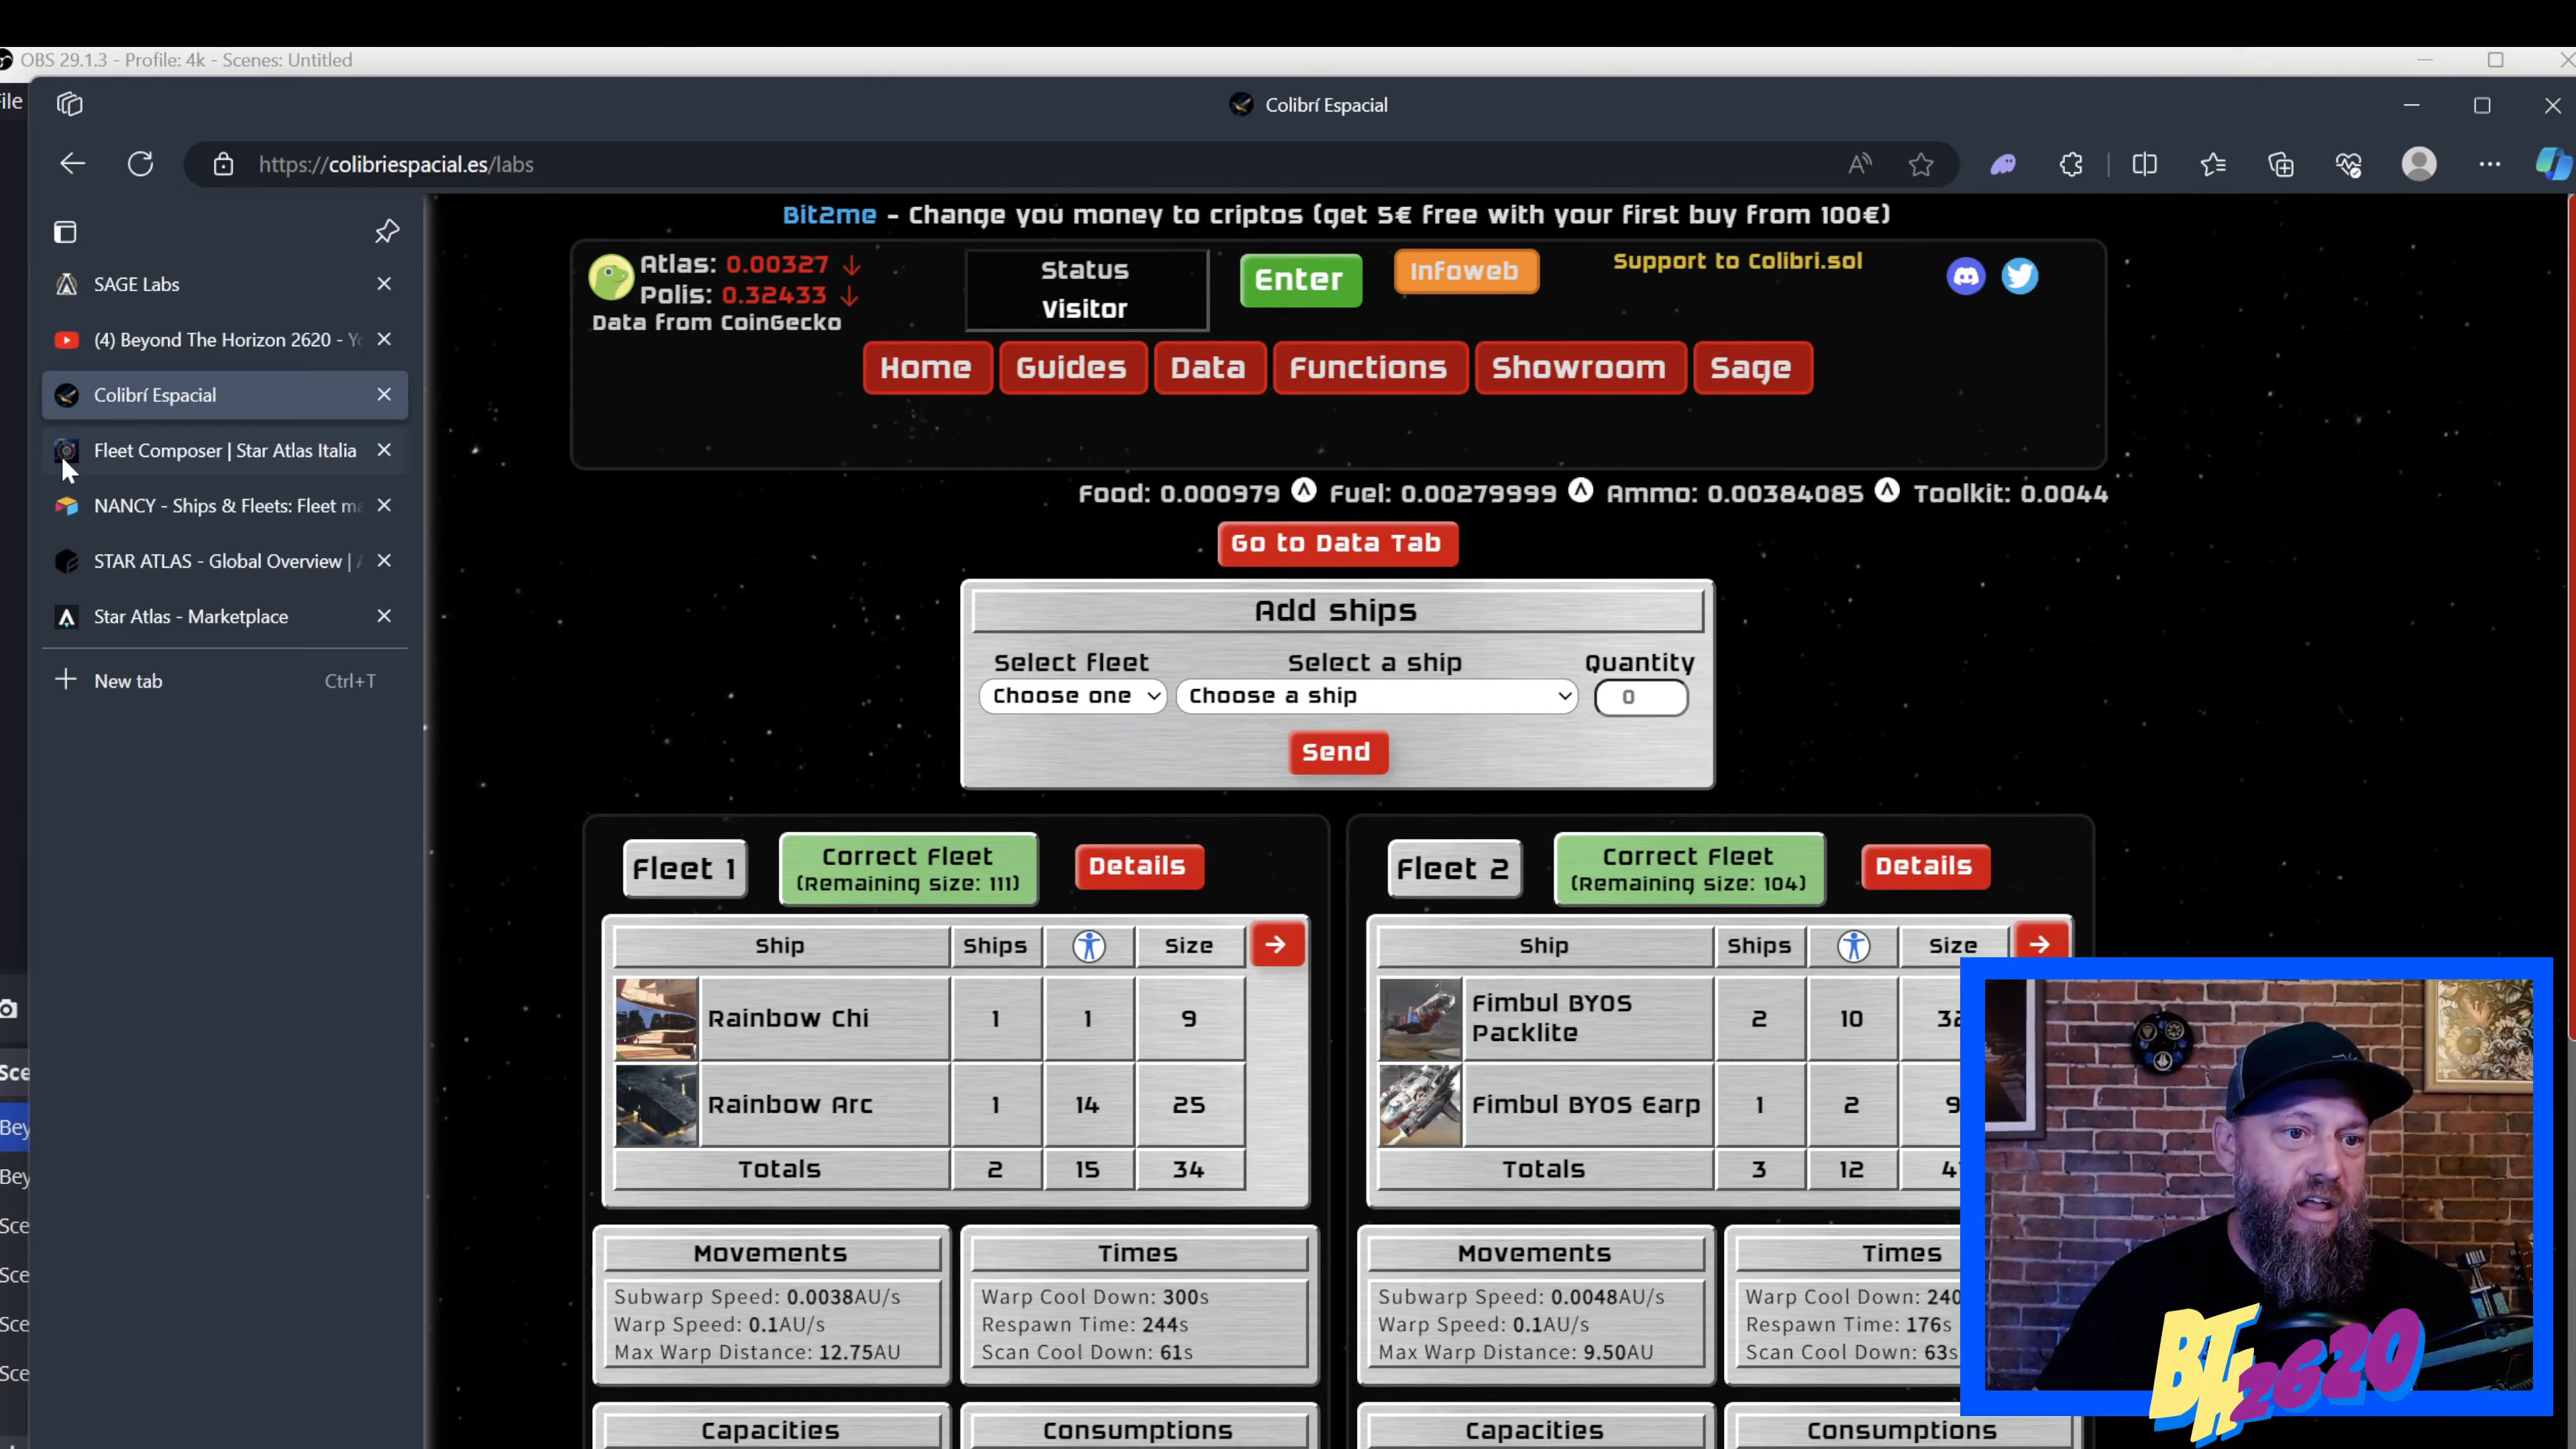 OBS 29.1.3 - Profile: 4k - Scenes: Untitled
File
Colibrí Espacial
https://colibriespacial.es/labs
SAGE Labs
(4) Beyond The Horizon 2620 -
Colibrí Espacial
Fleet Composer | Star Atlas Italia
NANCY - Ships & Fleets: Fleet
STAR ATLAS - Global Overview |
Star Atlas - Marketplace
New tab Ctrl+T
Bit2me - Change you money to criptos (get 5€ free with your first buy from 100€)
Atlas: 0.00327 ↓
Polis: 0.32433 ↓
Data from CoinGecko
Status
Visitor
Enter
Infoweb
Support to Colibri.sol
Home Guides Data Functions Showroom Sage
Food: 0.000979 Fuel: 0.00279999 Ammo: 0.00384085 Toolkit: 0.0044
Go to Data Tab
Add ships
Select fleet Select a ship Quantity
Choose one Choose a ship 0
Send
Fleet 1
Correct Fleet
(Remaining size: 111)
Details
Ship Ships Size
Rainbow Chi 1 1 9
Rainbow Arc 1 14 25
Totals 2 15 34
Movements
Subwarp Speed: 0.0038AU/s
Warp Speed: 0.1AU/s
Max Warp Distance: 12.75AU
Times
Warp Cool Down: 300s
Respawn Time: 244s
Scan Cool Down: 61s
Capacities
Consumptions
Fleet 2
Correct Fleet
(Remaining size: 104)
Details
Ship Ships Size
Fimbul BYOS
Packlite 2 10 32
Fimbul BYOS Earp 1 2 9
Totals 3 12
Movements
Subwarp Speed: 0.0048AU/s
Warp Speed: 0.1AU/s
Max Warp Distance: 9.50AU
Times
Warp Cool Down: 240
Respawn Time: 176s
Scan Cool Down: 63s
Capacities
Consumptions
BTH
2620